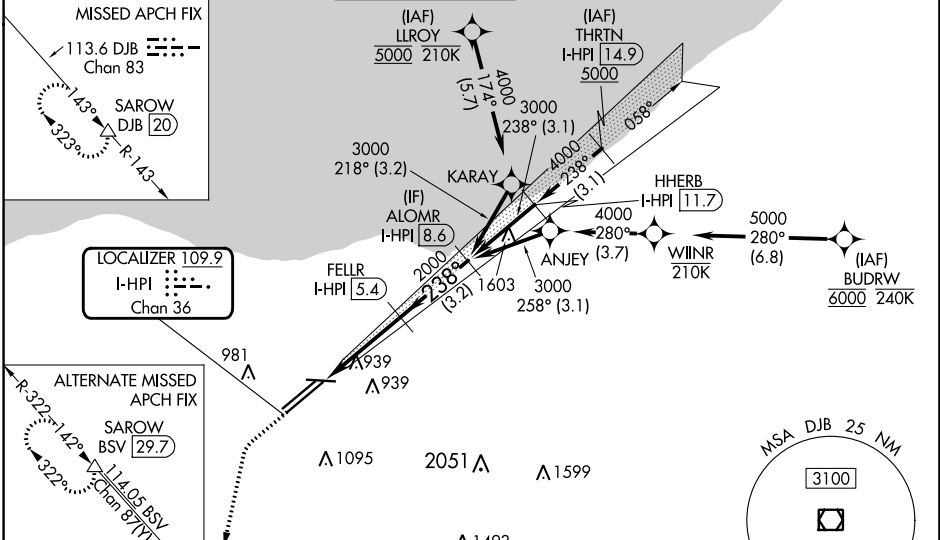 MISSED APCH FIX
113.6 DJB
Chan 83
143°
323°
SAROW
DJB 20
R-143
(IAF)
LLROY
5000 210K
4000
174°
(5.7)
(IAF)
THRTN
I-HPI 14.9
5000
3000
238° (3.1)
058°
3000
218° (3.2)
KARAY
4000
238°
(3.1)
HHERB
I-HPI 11.7
(IF)
ALOMR
I-HPI 8.6
ANJEY
4000
280°
(3.7)
WIINR
210K
5000
280°
(6.8)
(IAF)
BUDRW
6000 240K
LOCALIZER 109.9
I-HPI
Chan 36
FELLR
I-HPI 5.4
2000
238°
(3.2)
1603
3000
258° (3.1)
981
939
939
ALTERNATE MISSED
APCH FIX
R-322
142°
322°
SAROW
BSV 29.7
114.05 BSV
Chan 87(Y)
1095
2051
1599
1492
MSA DJB 25 NM
3100